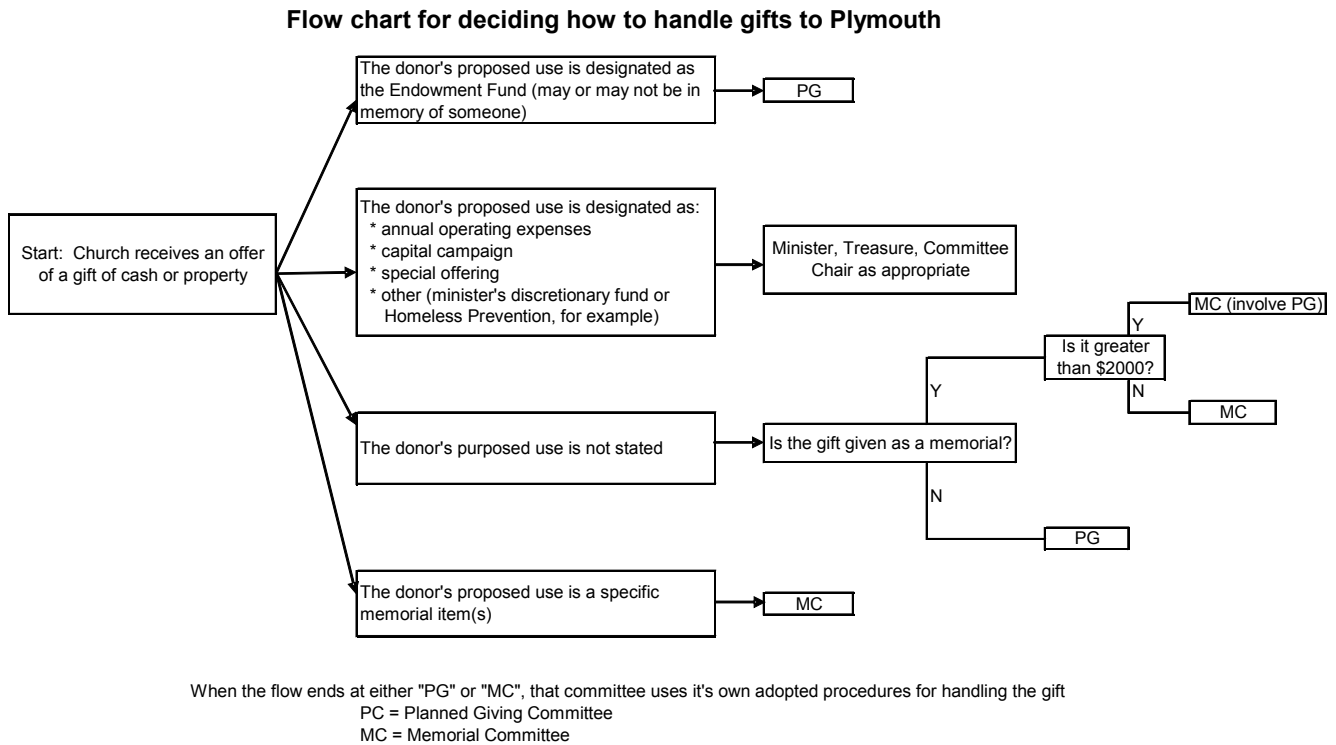 Flow chart for deciding how to handle gifts to Plymouth
The donor's proposed use is designated as
the Endowment Fund (may or may not be in
memory of someone)
PG
Start:  Church receives an offer
of a gift of cash or property
The donor's proposed use is designated as:
* annual operating expenses
* capital campaign
* special offering
* other (minister's discretionary fund or
Homeless Prevention, for example)
Minister, Treasure, Committee
Chair as appropriate
MC (involve PG)
Y
Is it greater
than $2000?
N
MC
Y
The donor's purposed use is not stated
Is the gift given as a memorial?
N
PG
The donor's proposed use is a specific
memorial item(s)
MC
When the flow ends at either "PG" or "MC", that committee uses it's own adopted procedures for handling the gift
PC = Planned Giving Committee
MC = Memorial Committee